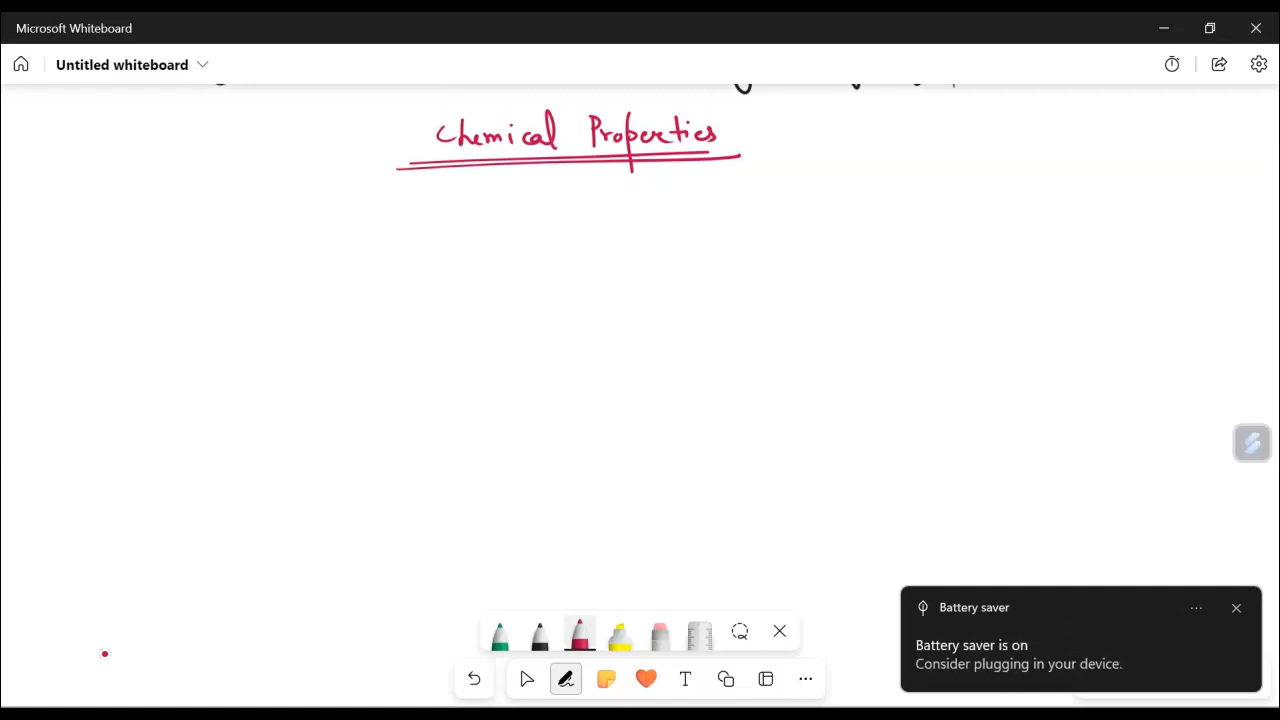 Microsoft Whiteboard
Untitled whiteboard
Chemical Properties
Battery saver
Battery saver is on
Consider plugging in your device.
T